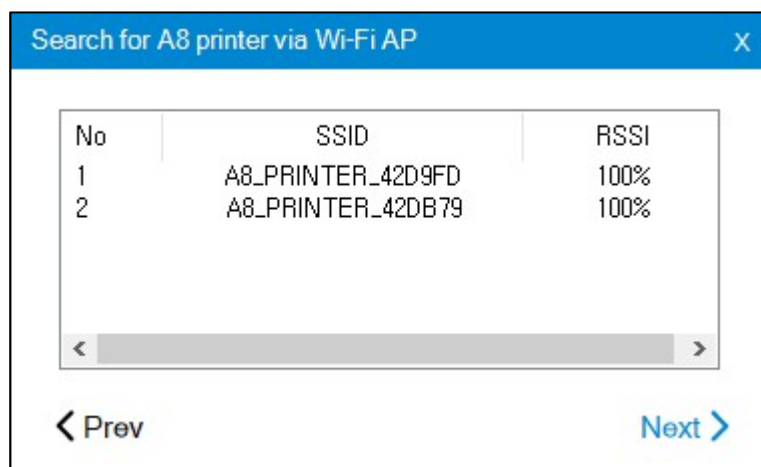 Search for A8 printer via Wi-Fi AP X
No SSID RSSI
1 A8_PRINTER_42D9FD 100%
2 A8_PRINTER_42DB79 100%
< >
Prev Next